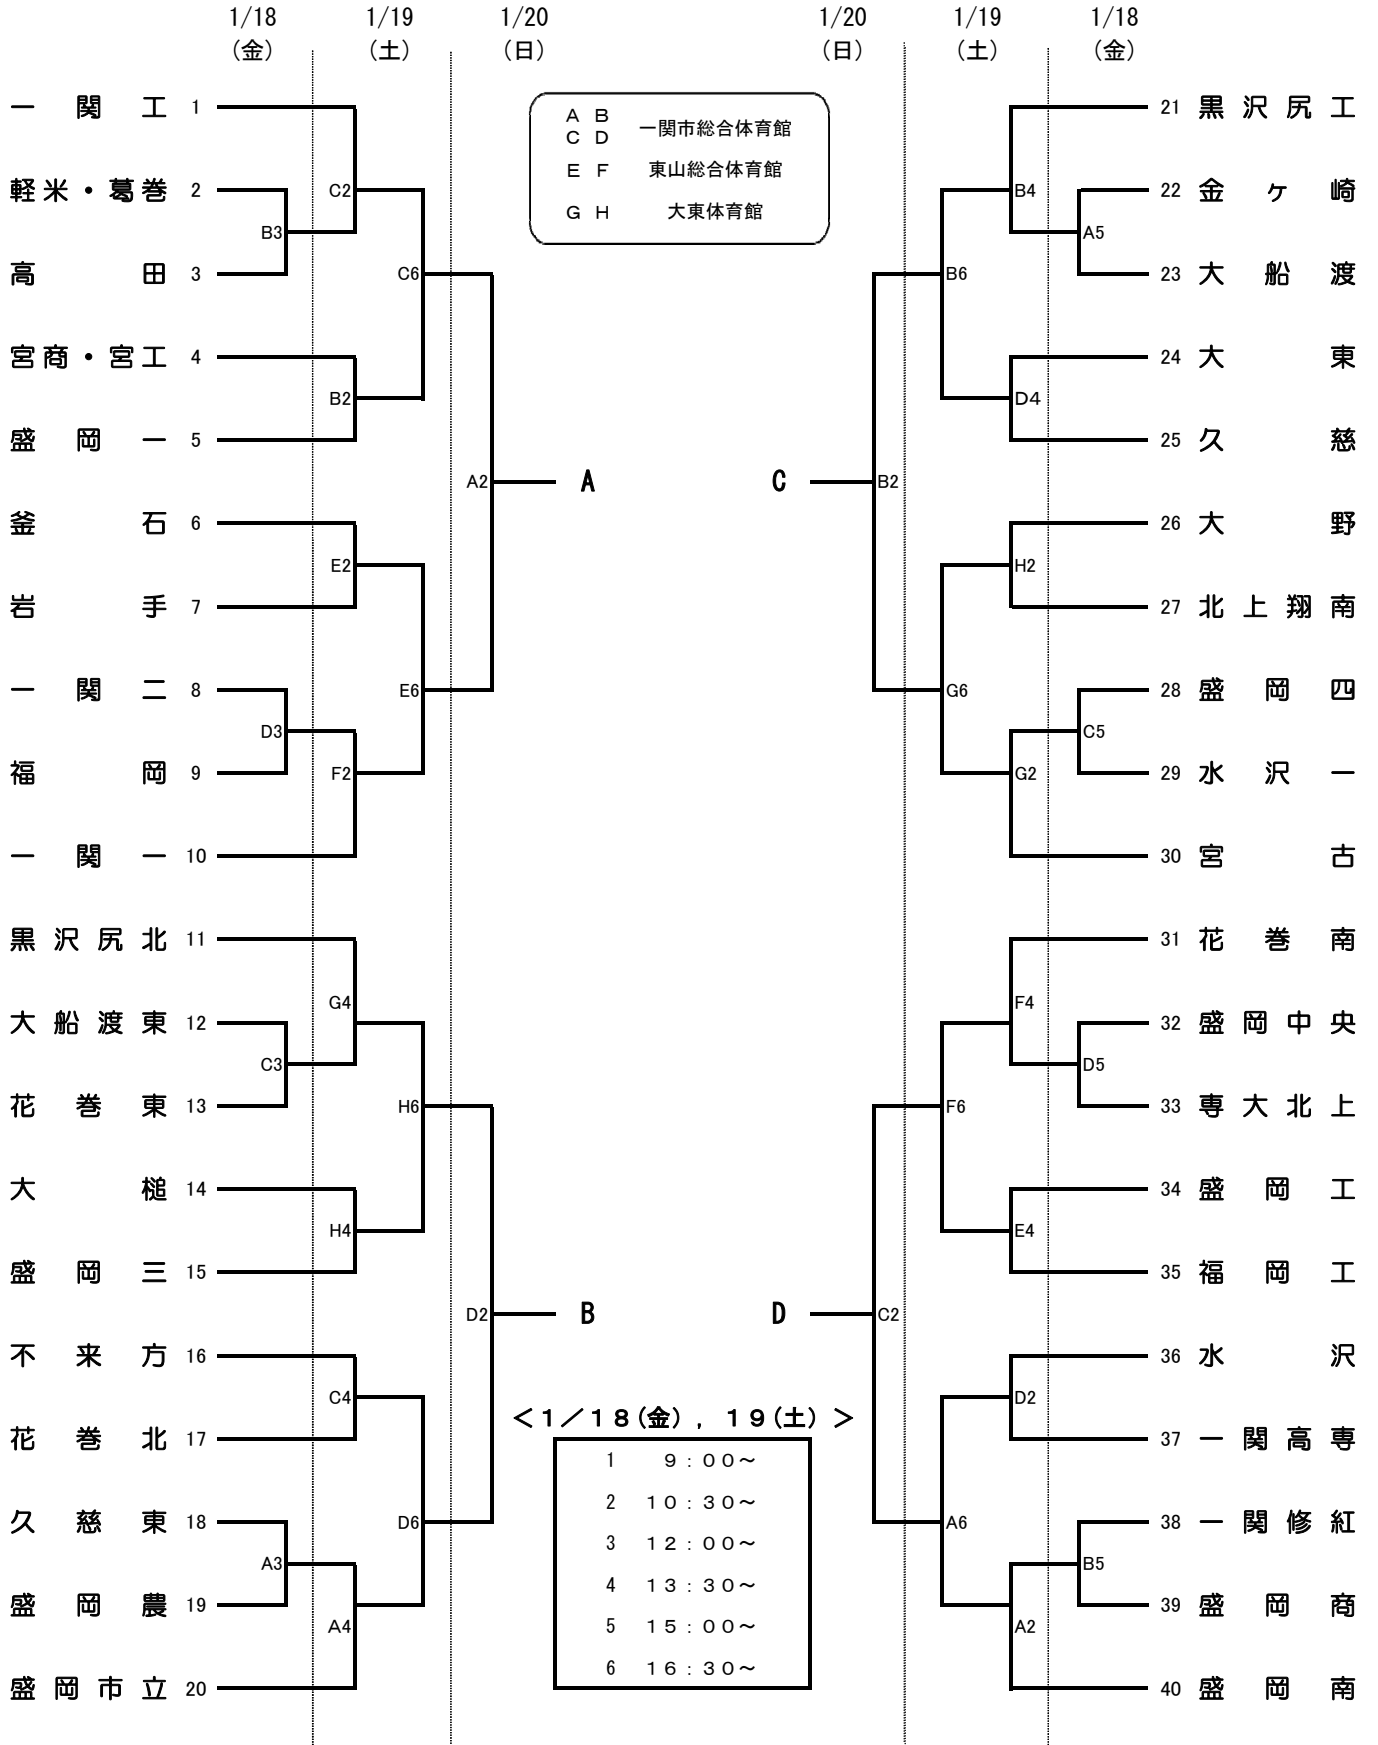 1/18 1/19 1/20 1/20 1/19 1/18
（金） （土） （日） （日） （土） （金）
Ａ Ｂ
Ｃ Ｄ 一関市総合体育館
Ｅ Ｆ 東山総合体育館
Ｇ Ｈ 大東体育館
一関工 1 21 黒沢尻工
軽米・葛巻 2 C2 B4 22 金ヶ崎
B3 A5
高田 3 C6 B6 23 大船渡
宮商・宮工 4 24 大東
B2 D4
盛岡一 5 25 久慈
A2 A C B2
釜石 6 26 大野
E2 H2
岩手 7 27 北上翔南
一関二 8 E6 G6 28 盛岡四
D3 C5
福岡 9 F2 G2 29 水沢一
一関一 10 30 宮古
黒沢尻北 11 31 花巻南
G4 F4
大船渡東 12 32 盛岡中央
C3 D5
花巻東 13 H6 F6 33 専大北上
大槌 14 34 盛岡工
H4 E4
盛岡三 15 35 福岡工
D2 B D C2
不来方 16 36 水沢
C4 D2
＜１／１８(金) , １９(土) ＞
花巻北 17 37 一関高専
1 ９：００～
2 １０：３０～
久慈東 18 D6 A6 38 一関修紅
3 １２：００～
A3 B5
4 １３：３０～
盛岡農 19 39 盛岡商
A4 A2
5 １５：００～
6 １６：３０～
盛岡市立 20 40 盛岡南